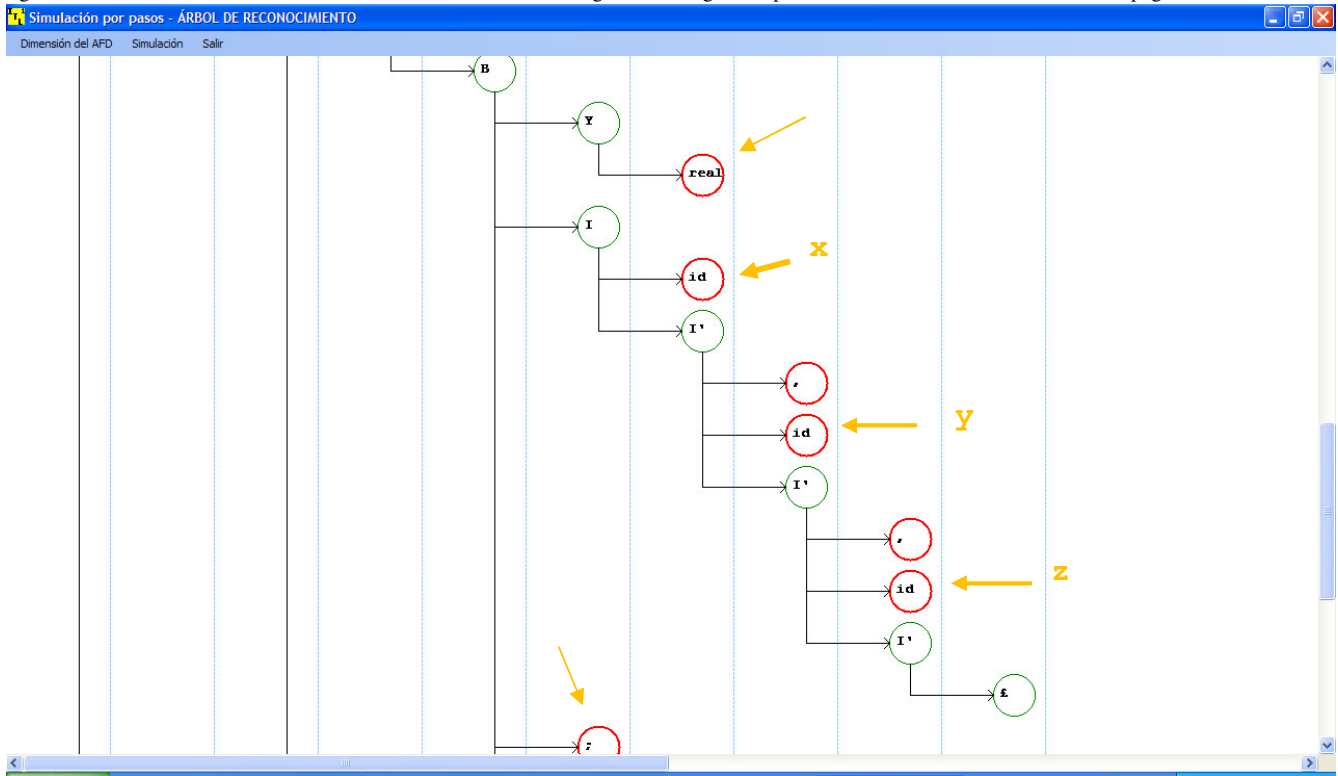 Simulación por pasos - ÁRBOL DE RECONOCIMIENTO
Dimensión del AFD Simulación Salir
B
Y
real
I
x
id
I'
,
y
id
I'
,
z
id
I'
£
;